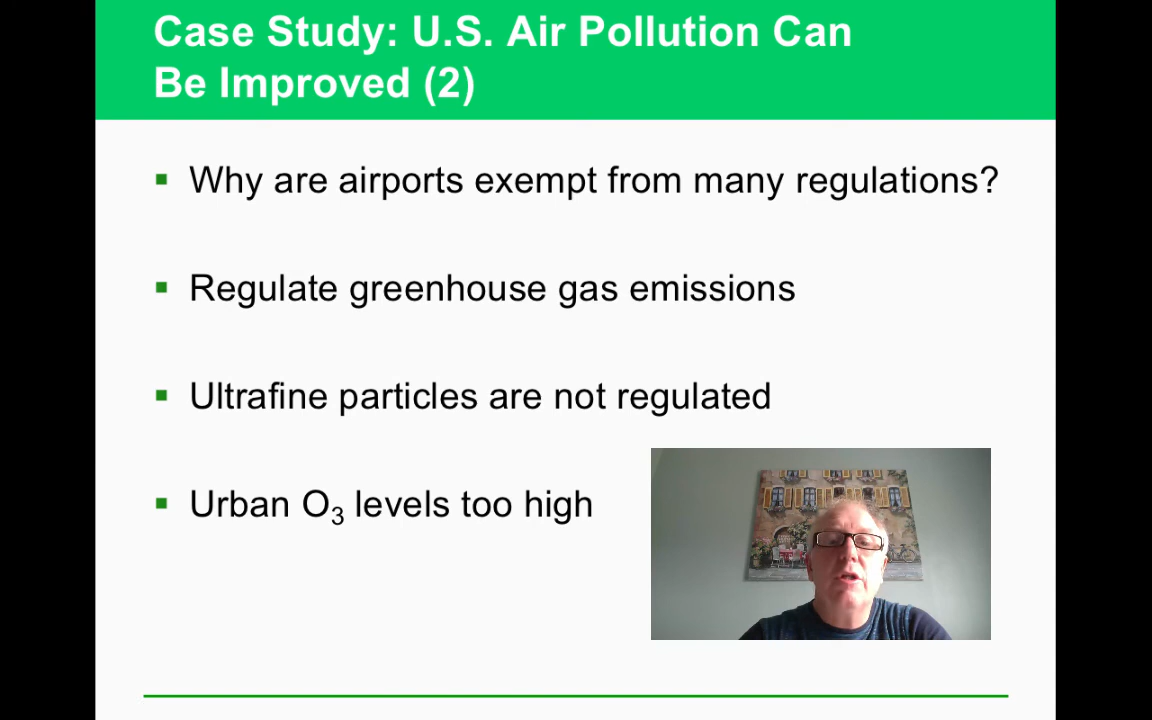 Case Study: U.S. Air Pollution Can
Be Improved (2)
Why are airports exempt from many regulations?
Regulate greenhouse gas emissions
Ultrafine particles are not regulated
Urban O₃ levels too high